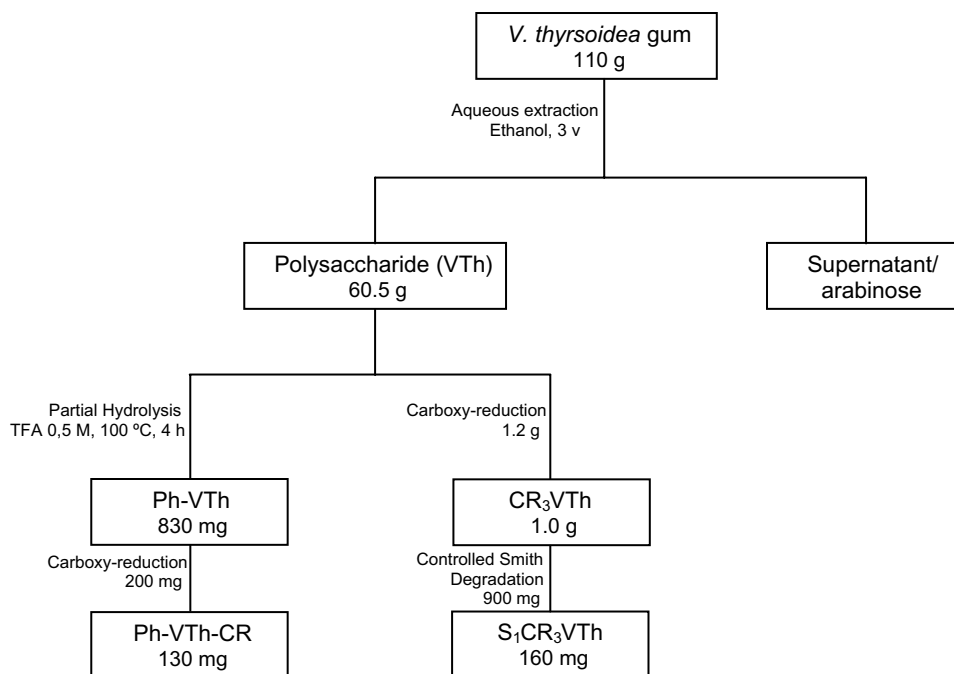 V. thyrsoidea gum
110 g
Aqueous extraction
Ethanol, 3 v
Polysaccharide (VTh)
60.5 g
Supernatant/
arabinose
Partial Hydrolysis
TFA 0,5 M, 100 ºC, 4 h
Carboxy-reduction
1.2 g
Ph-VTh
830 mg
CR₃VTh
1.0 g
Carboxy-reduction
200 mg
Controlled Smith
Degradation
900 mg
Ph-VTh-CR
130 mg
S₁CR₃VTh
160 mg